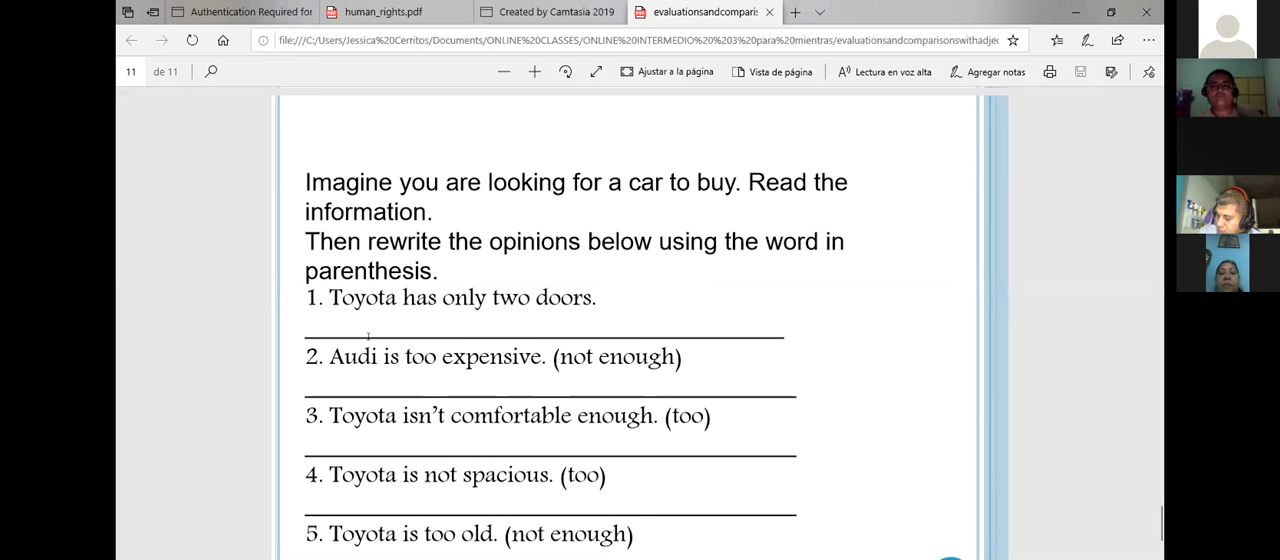 Authentication Required for
human_rights.pdf
Created by Camtasia 2019
evaluationsandcomparis
file:///C:/Users/Jessica%20Cerritos/Documents/ONLINE%20CLASSES/ONLINE%20INTERMEDIO%20%203%20para%20mientras/evaluationsandcomparisonswithadjec
11 de 11
Ajustar a la página
Vista de página
Lectura en voz alta
Agregar notas
Imagine you are looking for a car to buy. Read the
information.
Then rewrite the opinions below using the word in
parenthesis.
1. Toyota has only two doors.
2. Audi is too expensive. (not enough)
3. Toyota isn't comfortable enough. (too)
4. Toyota is not spacious. (too)
5. Toyota is too old. (not enough)